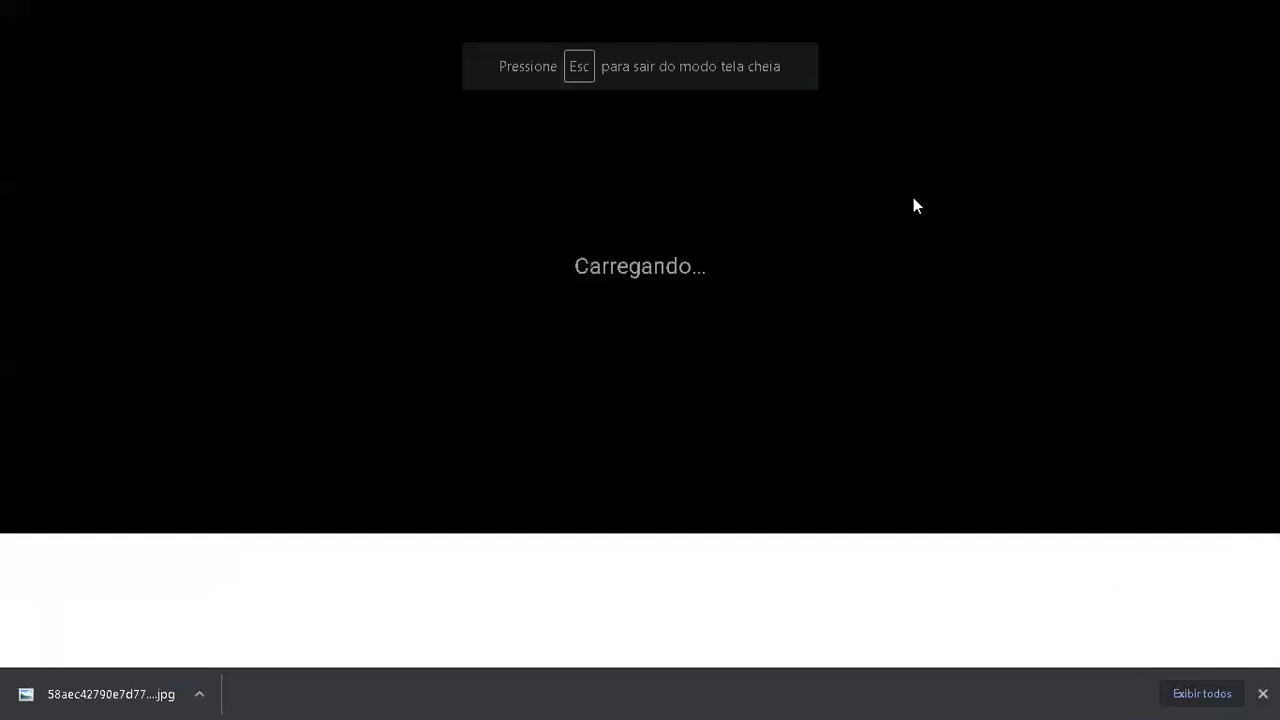 Pressione Esc para sair do modo tela cheia
Carregando...
58aec42790e7d77....jpg
Exibir todos